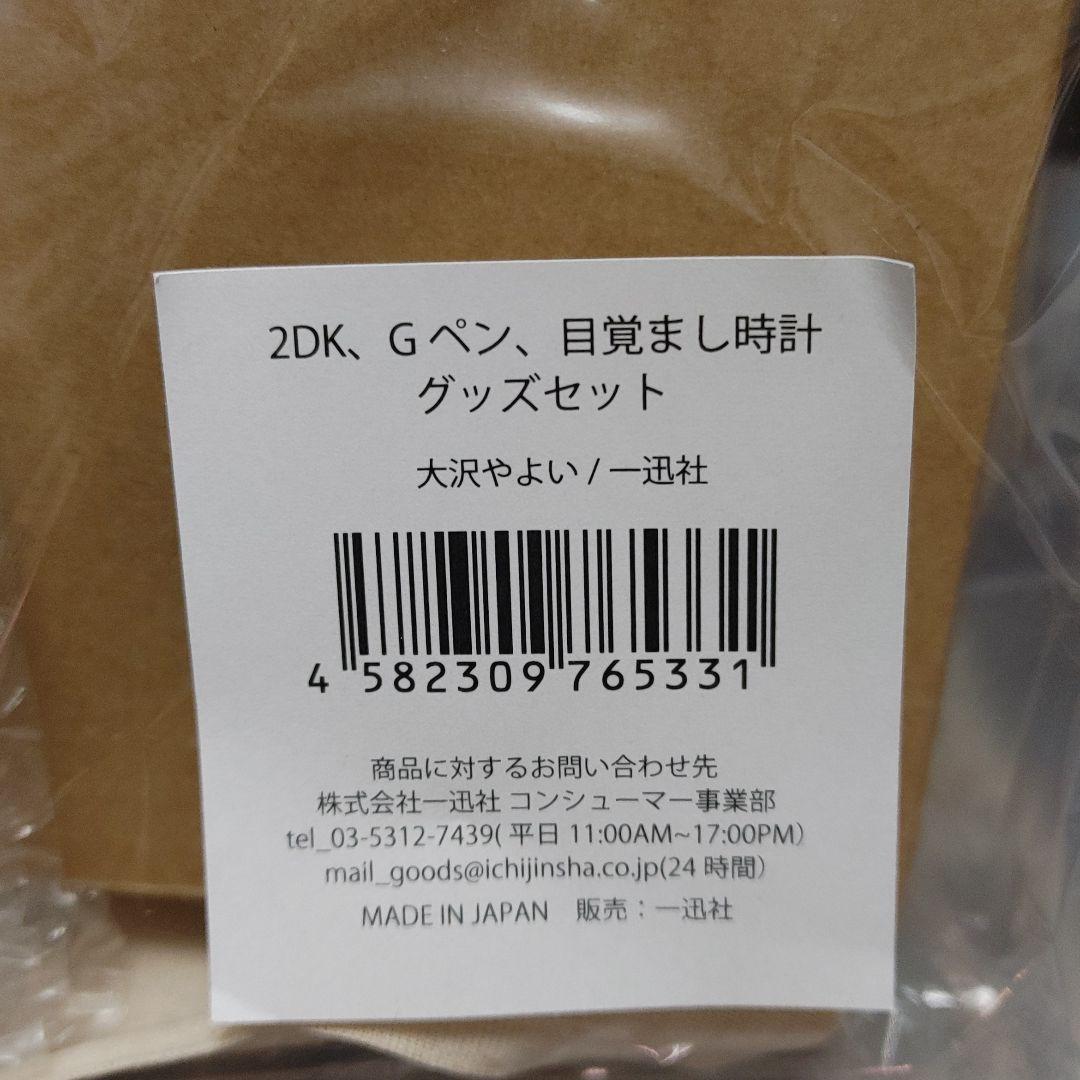 2DK、Gペン、目覚まし時計
グッズセット
大沢やよい / 一迅社
4 582309 765331
商品に対するお問い合わせ先
株式会社一迅社 コンシューマー事業部
tel_03-5312-7439( 平日 11:00AM~17:00PM)
mail_goods@ichijinsha.co.jp(24 時間)
MADE IN JAPAN　販売：一迅社